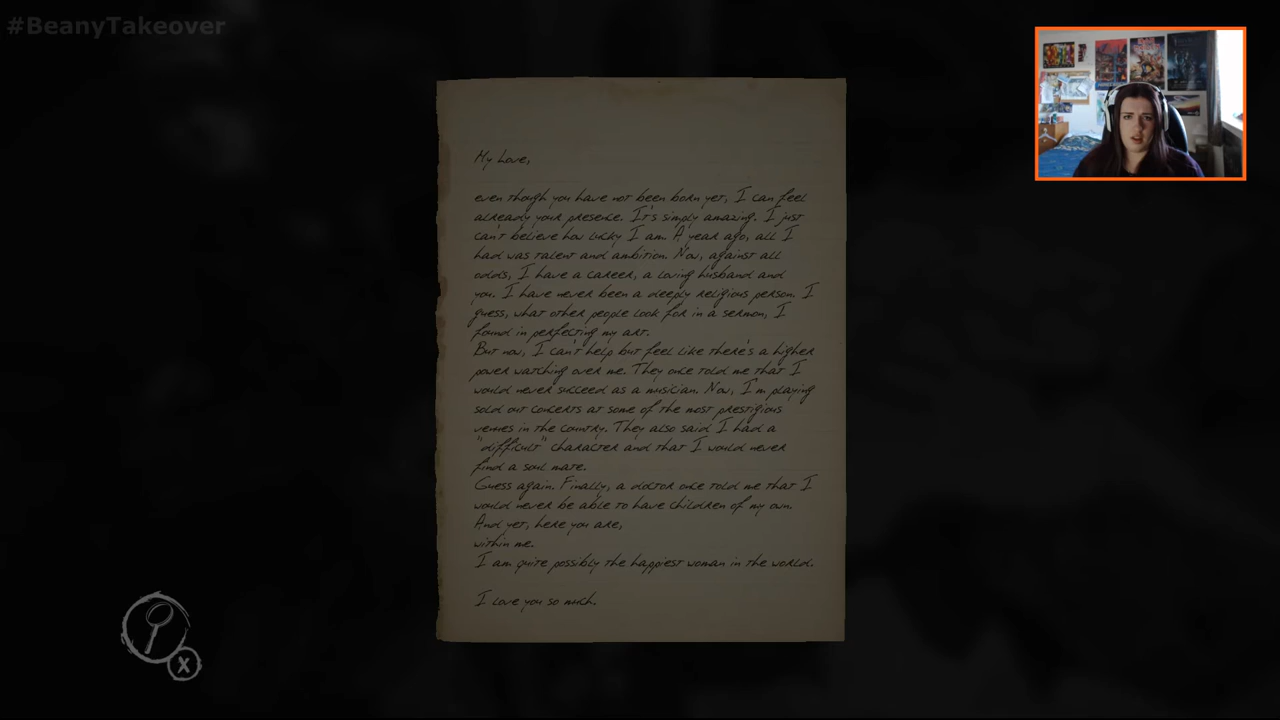 #BeanyTakeover
My Love,
even though you have not been born yet, I can feel
already your presence. It's simply amazing. I just
can't believe how lucky I am. A year ago, all I
had was talent and ambition. Now, against all
odds, I have a career, a loving husband and
you. I have never been a deeply religious person. I
guess, what other people look for in a sermon, I
found in perfecting my art.
But now, I can't help but feel like there's a higher
power watching over me. They once told me that I
would never succeed as a musician. Now, I'm playing
sold out concerts at some of the most prestigious
venues in the country. They also said I had a
"difficult" character and that I would never
find a soul mate.
Guess again. Finally, a doctor once told me that I
would never be able to have children of my own.
And yet, here you are,
within me.
I am quite possibly the happiest woman in the world.
I love you so much.
X